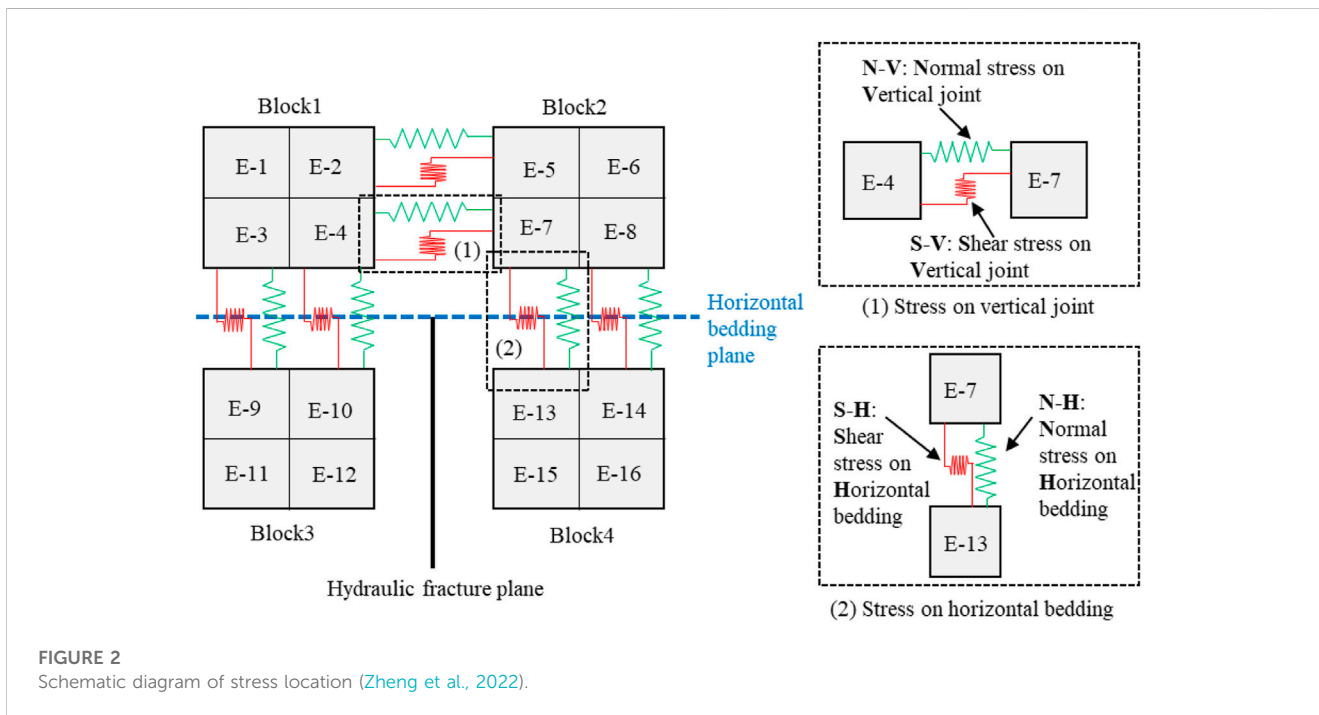 Block1
Block2
E-1
E-2
E-5
E-6
E-3
E-4
E-7
E-8
(1)
(2)
Horizontal
bedding
plane
E-9
E-10
E-13
E-14
E-11
E-12
E-15
E-16
Block3
Block4
Hydraulic fracture plane
N-V: Normal stress on
Vertical joint
E-4
E-7
S-V: Shear stress on
Vertical joint
(1) Stress on vertical joint
E-7
S-H:
Shear
stress on
Horizontal
bedding
N-H:
Normal
stress on
Horizontal
bedding
E-13
(2) Stress on horizontal bedding
FIGURE 2
Schematic diagram of stress location (Zheng et al., 2022).